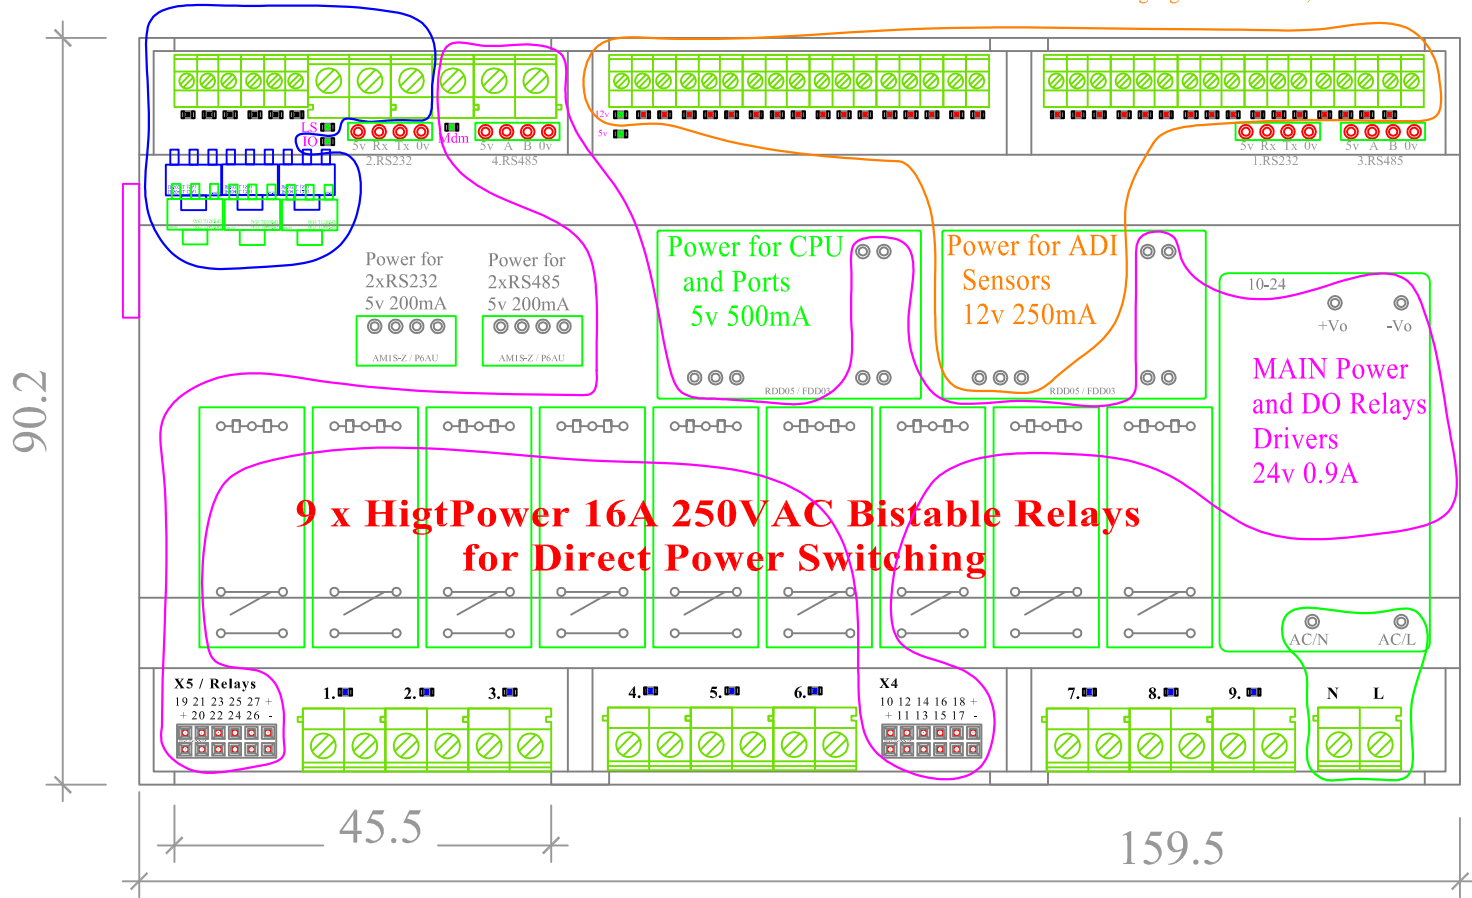 12v
5v
LS
IO
5v Rx Tx 0v
2.RS232
Mdm
5v A B 0v
4.RS485
5v Rx Tx 0v
1.RS232
5v A B 0v
3.RS485
Power for
2xRS232
5v 200mA
AM1S-Z / P6AU
Power for
2xRS485
5v 200mA
AM1S-Z / P6AU
Power for CPU
and Ports
5v 500mA
RDD05 / FDD03
Power for ADI
Sensors
12v 250mA
RDD05 / FDD03
10-24
+Vo
-Vo
MAIN Power
and DO Relays
Drivers
24v 0.9A
90.2
9 x HigtPower 16A 250VAC Bistable Relays
for Direct Power Switching
AC/N
AC/L
X5 / Relays
19 21 23 25 27 +
+ 20 22 24 26 -
1.
2.
3.
4.
5.
6.
X4
10 12 14 16 18 +
+ 11 13 15 17 -
7.
8.
9.
N
L
45.5
159.5